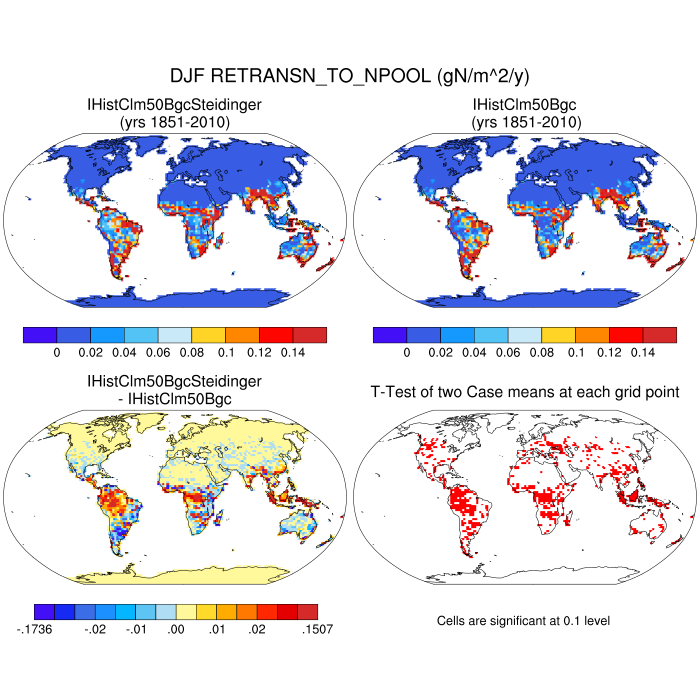 DJF RETRANSN_TO_NPOOL (gN/m^2/y)
IHistClm50BgcSteidinger
(yrs 1851-2010)
IHistClm50Bgc
(yrs 1851-2010)
0 0.02 0.04 0.06 0.08 0.1 0.12 0.14
0 0.02 0.04 0.06 0.08 0.1 0.12 0.14
IHistClm50BgcSteidinger
- IHistClm50Bgc
T-Test of two Case means at each grid point
-.1736 -.02 -.01 .00 .01 .02 .1507
Cells are significant at 0.1 level